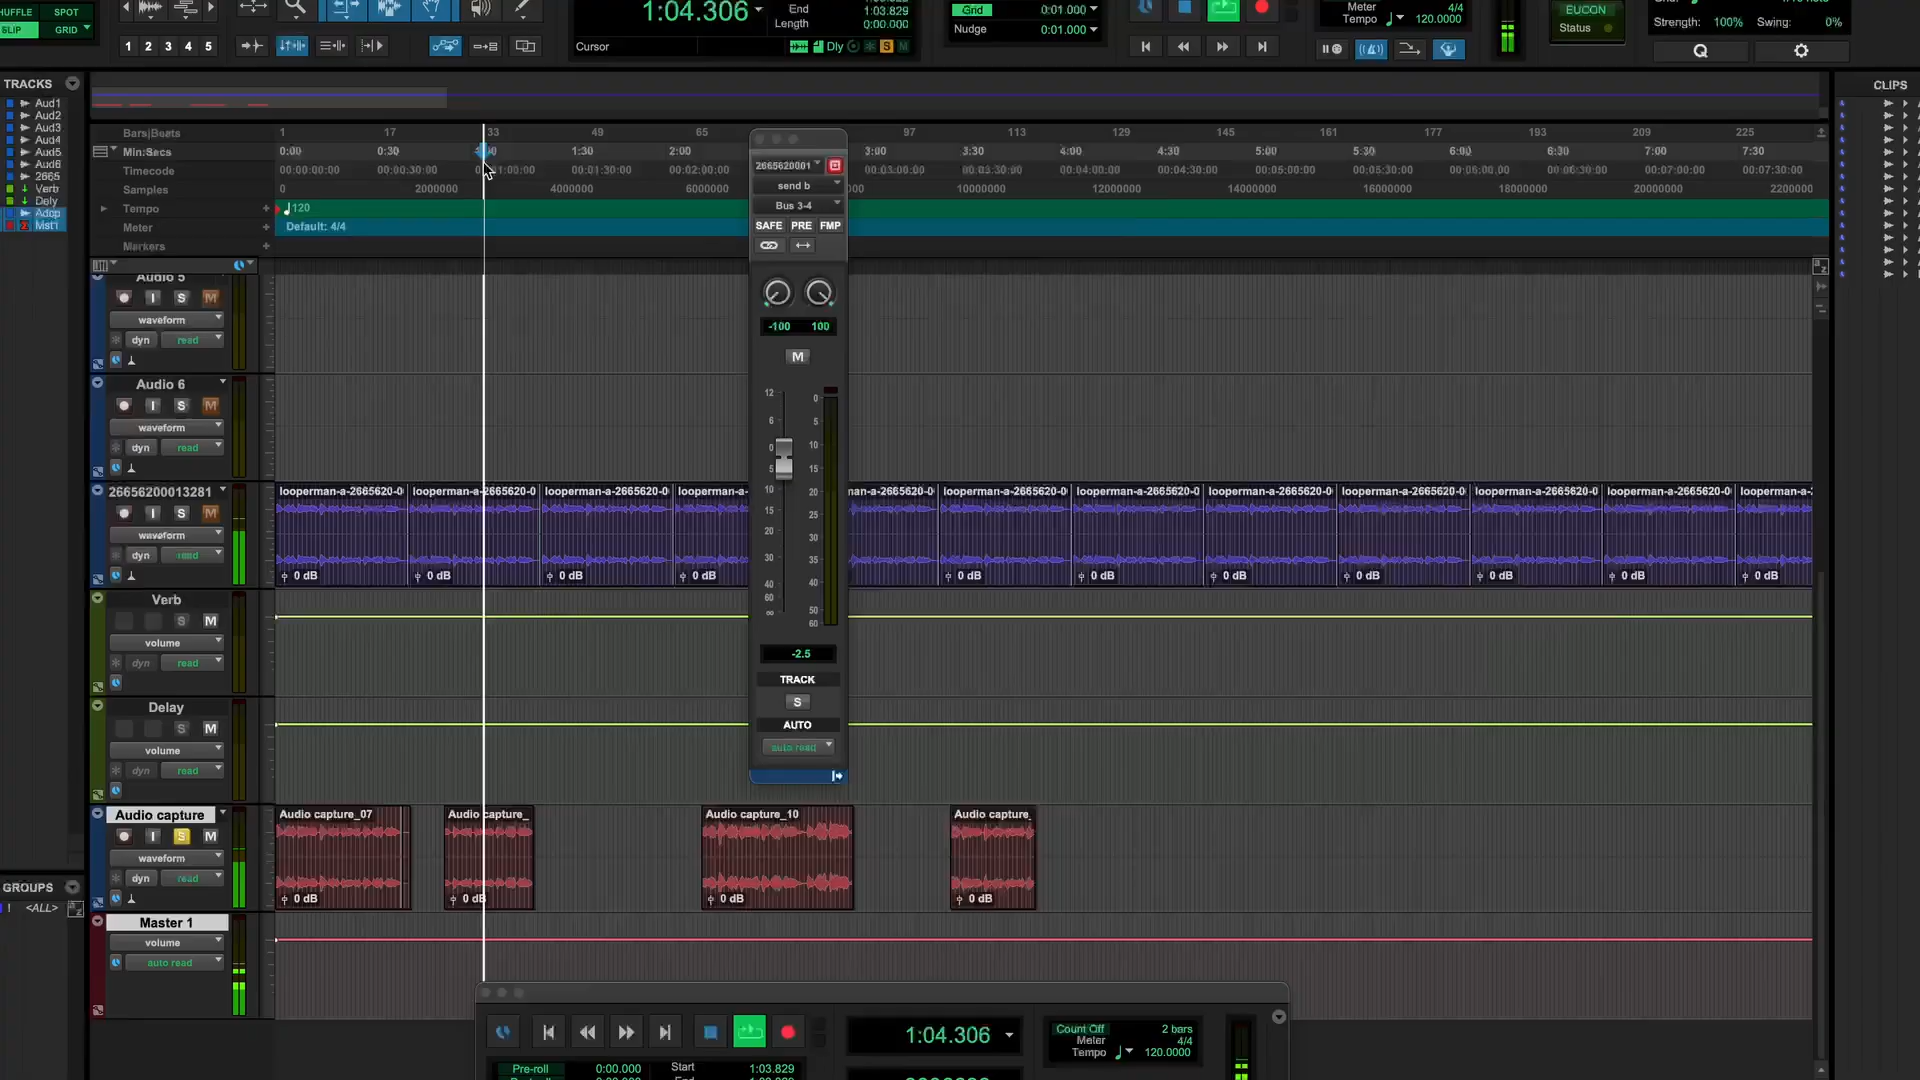 HUFFLE SPOT
SLIP GRID
1 2 3 4 5
Cursor
1:04.306
End 1:03.829
Length 0:00.000
Dly S M
Grid 0:01.000
Nudge 0:01.000
Meter 4/4
Tempo 120.0000
EUCON
Status
Strength: 100% Swing: 0%
Q
TRACKS
Aud1
Aud2
Aud3
Aud4
Aud5
Aud6
2665
Verb
Dely
Adcp
Mst1
CLIPS
Bars|Beats 1 17 33 49 65 97 113 129 145 161 177 193 209 225
Min:Secs 0:00 0:30 1:30 2:00 3:00 3:30 4:00 4:30 5:00 5:30 6:00 6:30 7:00 7:30
Timecode 00:00:00:00 00:00:30:00 00:01:30:00 00:02:00:00 00:03:00:00 00:03:30:00 00:04:00:00 00:04:30:00 00:05:00:00 00:05:30:00 00:06:00:00 00:06:30:00 00:07:00:00 00:07:30:00
Samples 0 2000000 4000000 6000000 10000000 12000000 14000000 16000000 18000000 20000000 2200000
Tempo + 120
Meter + Default: 4/4
Markers +
Audio 5
I S M
waveform
dyn read
Audio 6
I S M
waveform
dyn read
26656200013281
I S M
waveform
dyn read
looperman-a-2665620-0 looperman-a-2665620-0 looperman-a-2665620-0 looperman-a- man-a-2665620-0 looperman-a-2665620-0 looperman-a-2665620-0 looperman-a-2665620-0 looperman-a-2665620-0 looperman-a-2665620-0 looperman-a-2665620-0 looperman-a-2
0 dB 0 dB 0 dB 0 dB 0 dB 0 dB 0 dB 0 dB 0 dB 0 dB 0 dB
Verb
S M
volume
dyn read
Delay
S M
volume
dyn read
Audio capture
I S M
waveform
dyn read
Audio capture_07 Audio capture_ Audio capture_10 Audio capture_
0 dB 0 dB 0 dB 0 dB
GROUPS
! <ALL>
Master 1
volume
auto read
2665620001
send b
Bus 3-4
SAFE PRE FMP
-100 100
M
12 6 0 5 10 15 20 30 40 60 ∞
0 5 10 15 20 25 30 35 40 50 60
-2.5
TRACK
S
AUTO
auto read
1:04.306
Count Off 2 bars
Meter 4/4
Tempo 120.0000
Pre-roll 0:00.000
Start 1:03.829